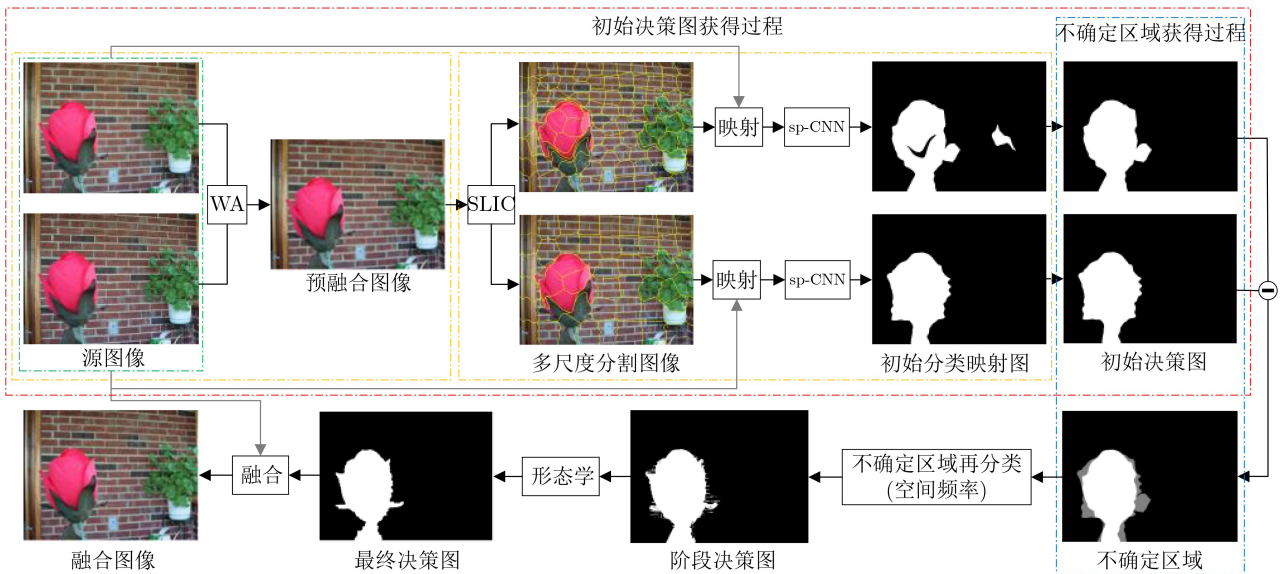 初始决策图获得过程
不确定区域获得过程
映射
sp-CNN
WA
SLIC
预融合图像
映射
sp-CNN
源图像
多尺度分割图像
初始分类映射图
初始决策图
融合
形态学
不确定区域再分类
(空间频率)
融合图像
最终决策图
阶段决策图
不确定区域